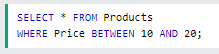 SELECT * FROM Products
WHERE Price BETWEEN 10 AND 20;